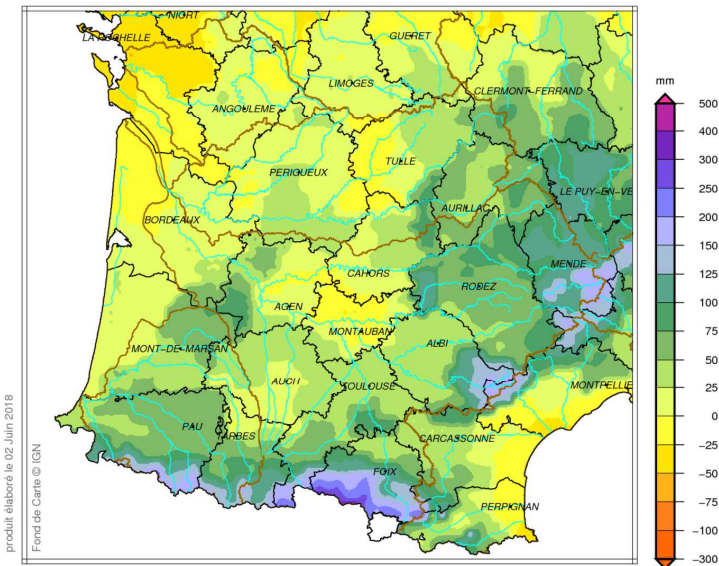 NIORT
LA ROCHELLE
GUERET
LIMOGES
CLERMONT-FERRAND
ANGOULEME
TULLE
PERIGUEUX
LE PUY-EN-VE
AURILLAC
BORDEAUX
MENDE
CAHORS
RODEZ
AGEN
MONTAUBAN
ALBI
MONT-DE-MARSAN
AUCH
TOULOUSE
MONTPELLIE
PAU
TARBES
CARCASSONNE
FOIX
PERPIGNAN
produit élaboré le 02 Juin 2018
Fond de Carte © IGN
mm
500
400
300
250
200
150
125
100
75
50
25
0
-25
-50
-75
-100
-300